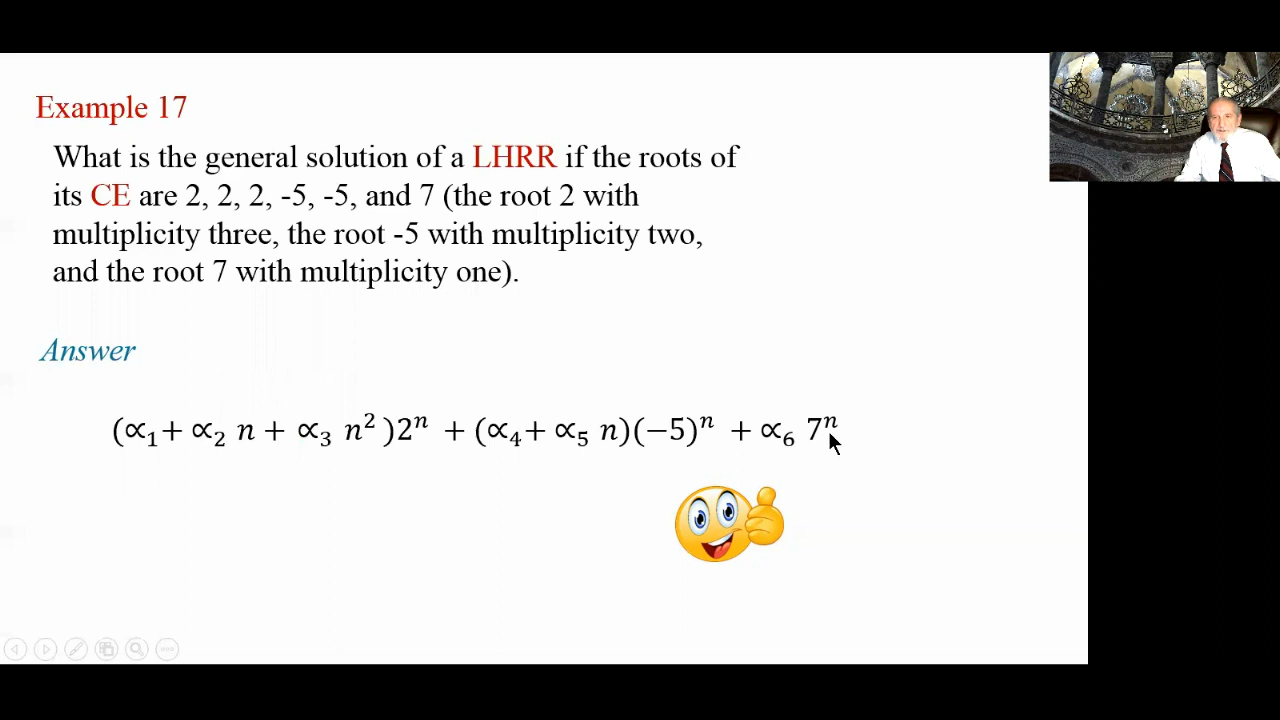 Example 17
What is the general solution of a LHRR if the roots of
its CE are 2, 2, 2, -5, -5, and 7 (the root 2 with
multiplicity three, the root -5 with multiplicity two,
and the root 7 with multiplicity one).
Answer
(∝₁+ ∝₂ n + ∝₃ n² )2ⁿ + (∝₄+ ∝₅ n)(−5)ⁿ + ∝₆ 7ⁿ